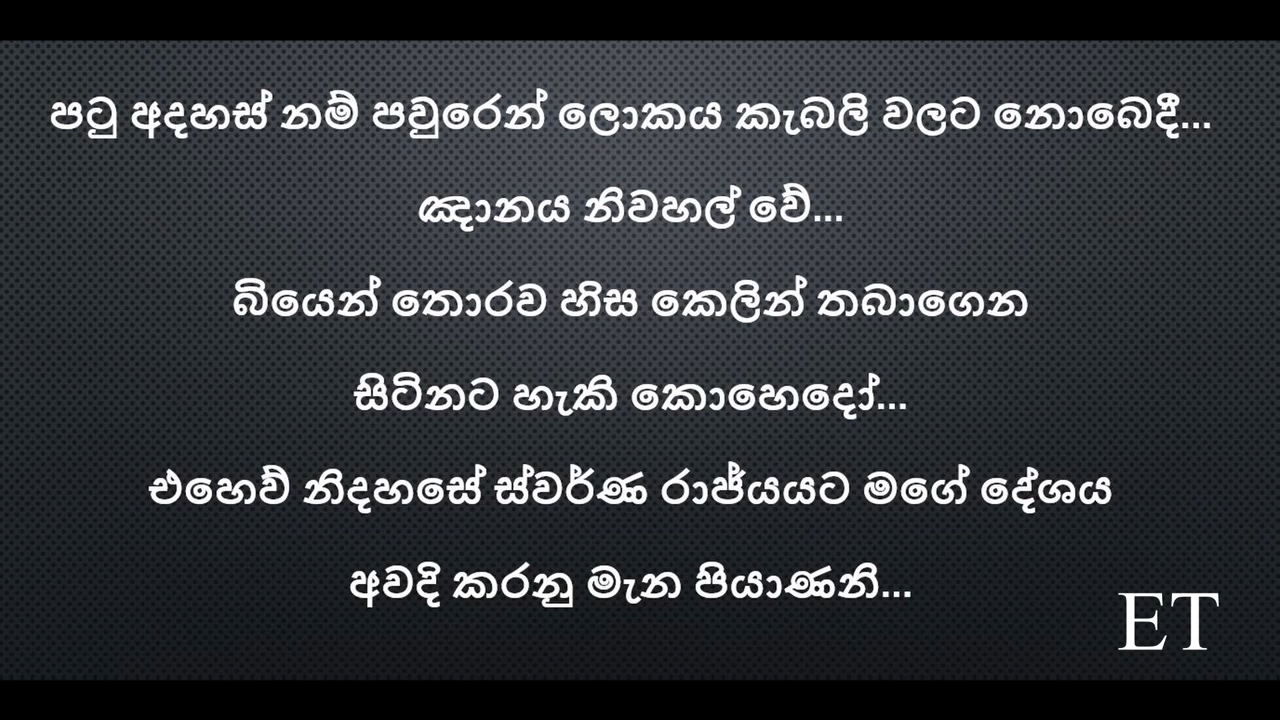 පටු අදහස් නම් පවුරෙන් ලොකය කැබලි වලට නොබෙදී...
ඤානය නිවහල් වේ...
බියෙන් තොරව හිස කෙලින් තබාගෙන
සිටිනට හැකි කොහෙදෝ...
එහෙව් නිදහසේ ස්වර්ණ රාජ්යයට මගේ දේශය
අවදි කරනු මැන පියාණනි...
ET